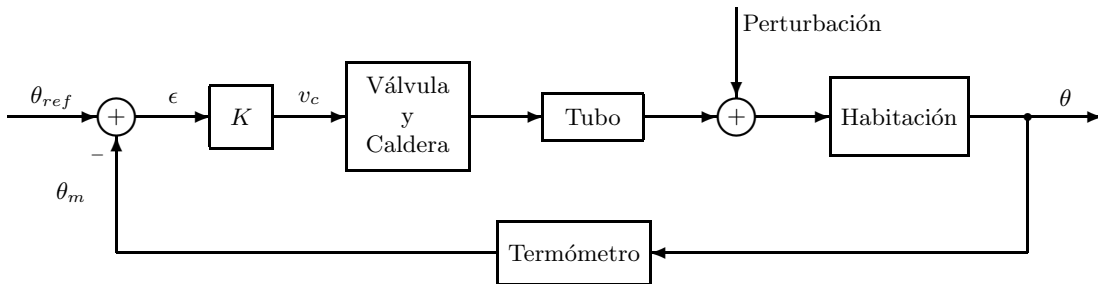 Perturbación
θ_ref
+
ϵ
K
v_c
Válvula
y
Caldera
Tubo
+
Habitación
θ
−
θ_m
Termómetro